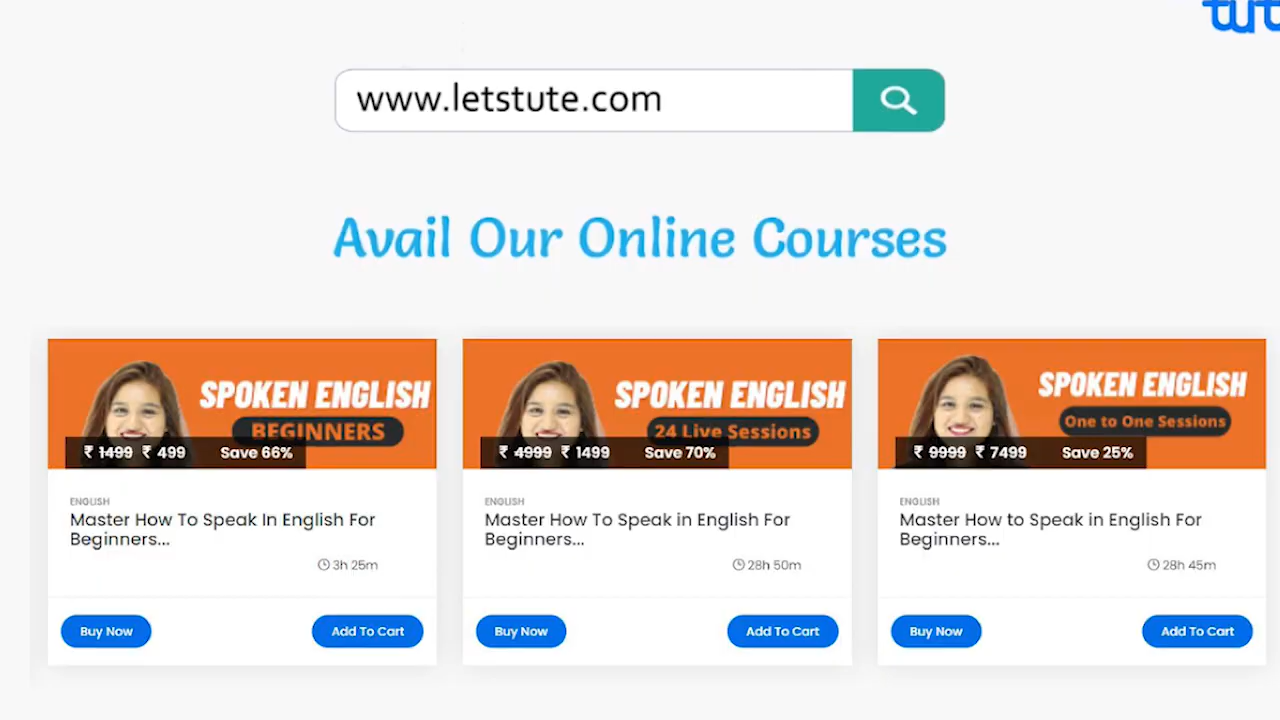 tut
www.letstute.com
Avail Our Online Courses
SPOKEN ENGLISH
BEGINNERS
₹ 1499 ₹ 499 Save 66%
ENGLISH
Master How To Speak In English For
Beginners...
3h 25m
Buy Now Add To Cart
SPOKEN ENGLISH
24 Live Sessions
₹ 4999 ₹ 1499 Save 70%
ENGLISH
Master How To Speak in English For
Beginners...
28h 50m
Buy Now Add To Cart
SPOKEN ENGLISH
One to One Sessions
₹ 9999 ₹ 7499 Save 25%
ENGLISH
Master How to Speak in English For
Beginners...
28h 45m
Buy Now Add To Cart